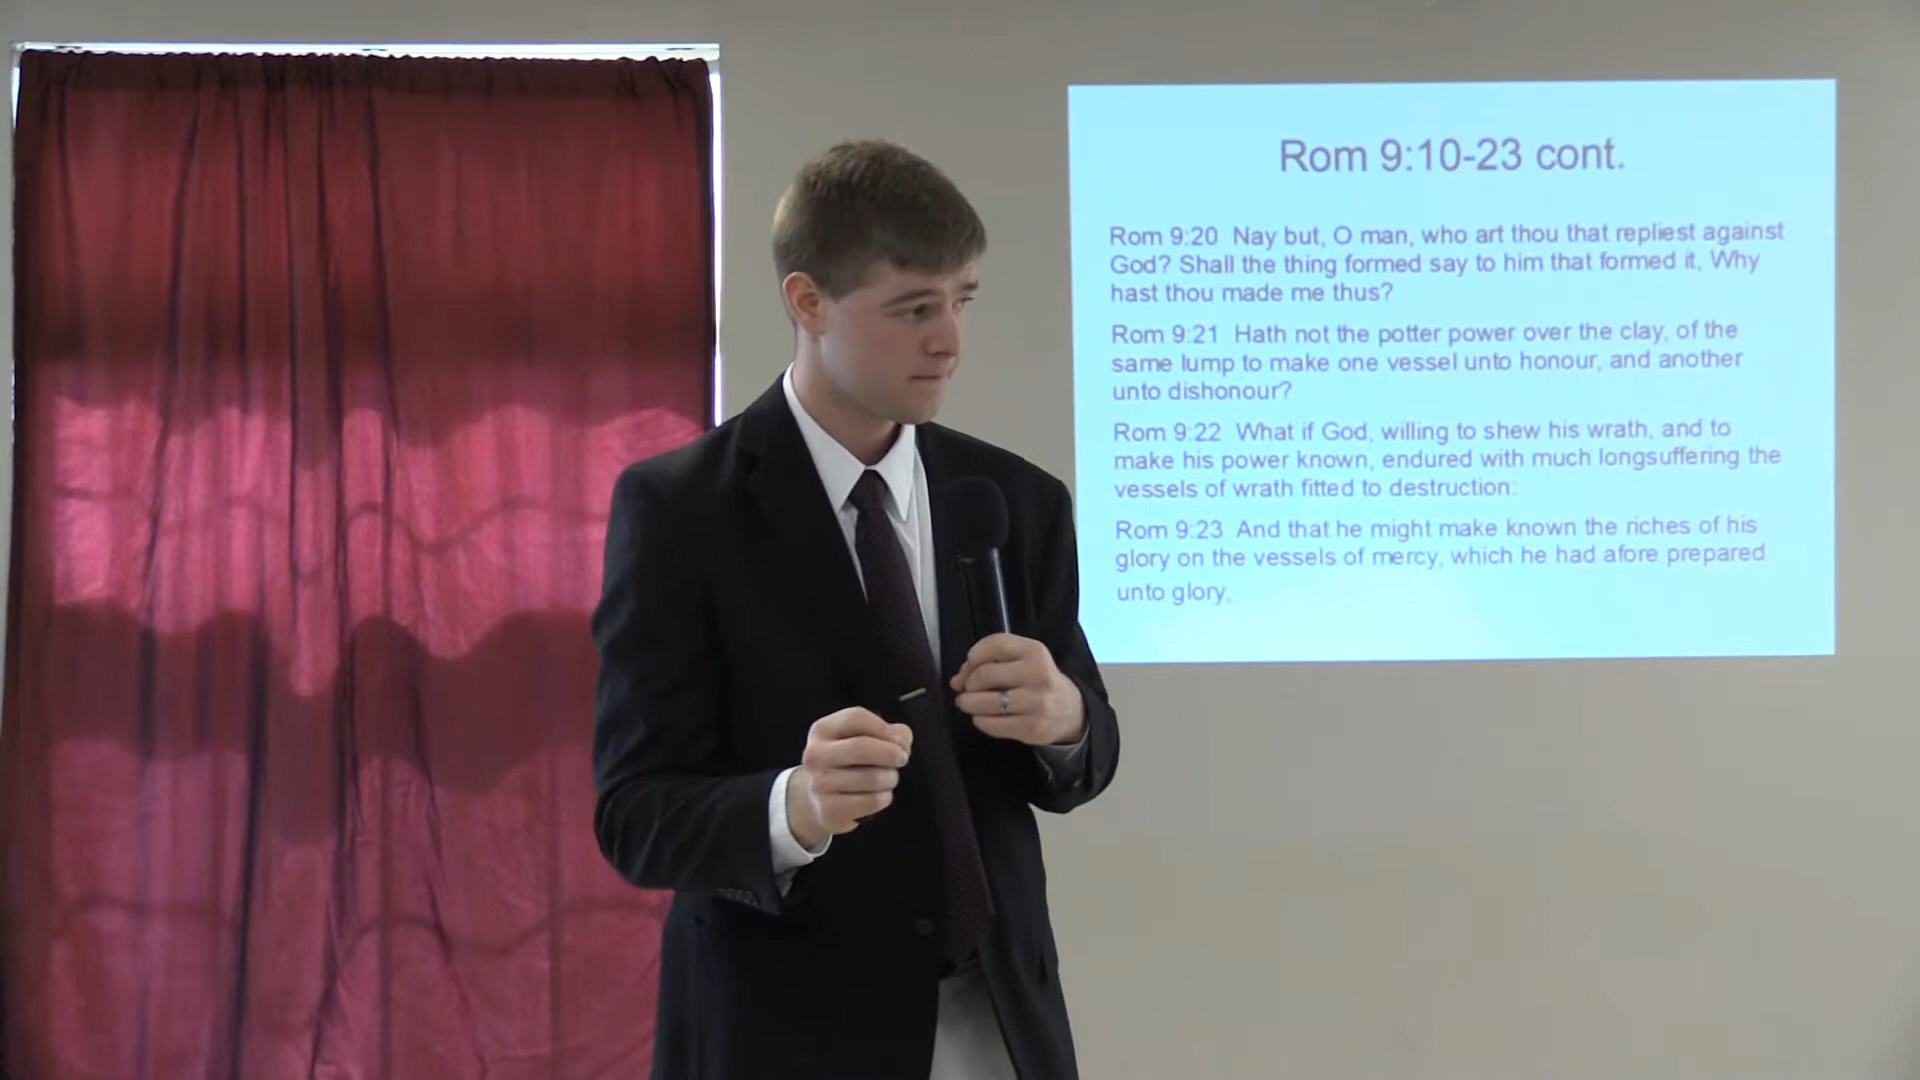 Rom 9:10-23 cont.
Rom 9:20 Nay but, O man, who art thou that repliest against
God? Shall the thing formed say to him that formed it, Why
hast thou made me thus?
Rom 9:21 Hath not the potter power over the clay, of the
same lump to make one vessel unto honour, and another
unto dishonour?
Rom 9:22 What if God, willing to shew his wrath, and to
make his power known, endured with much longsuffering the
vessels of wrath fitted to destruction:
Rom 9:23 And that he might make known the riches of his
glory on the vessels of mercy, which he had afore prepared
unto glory,